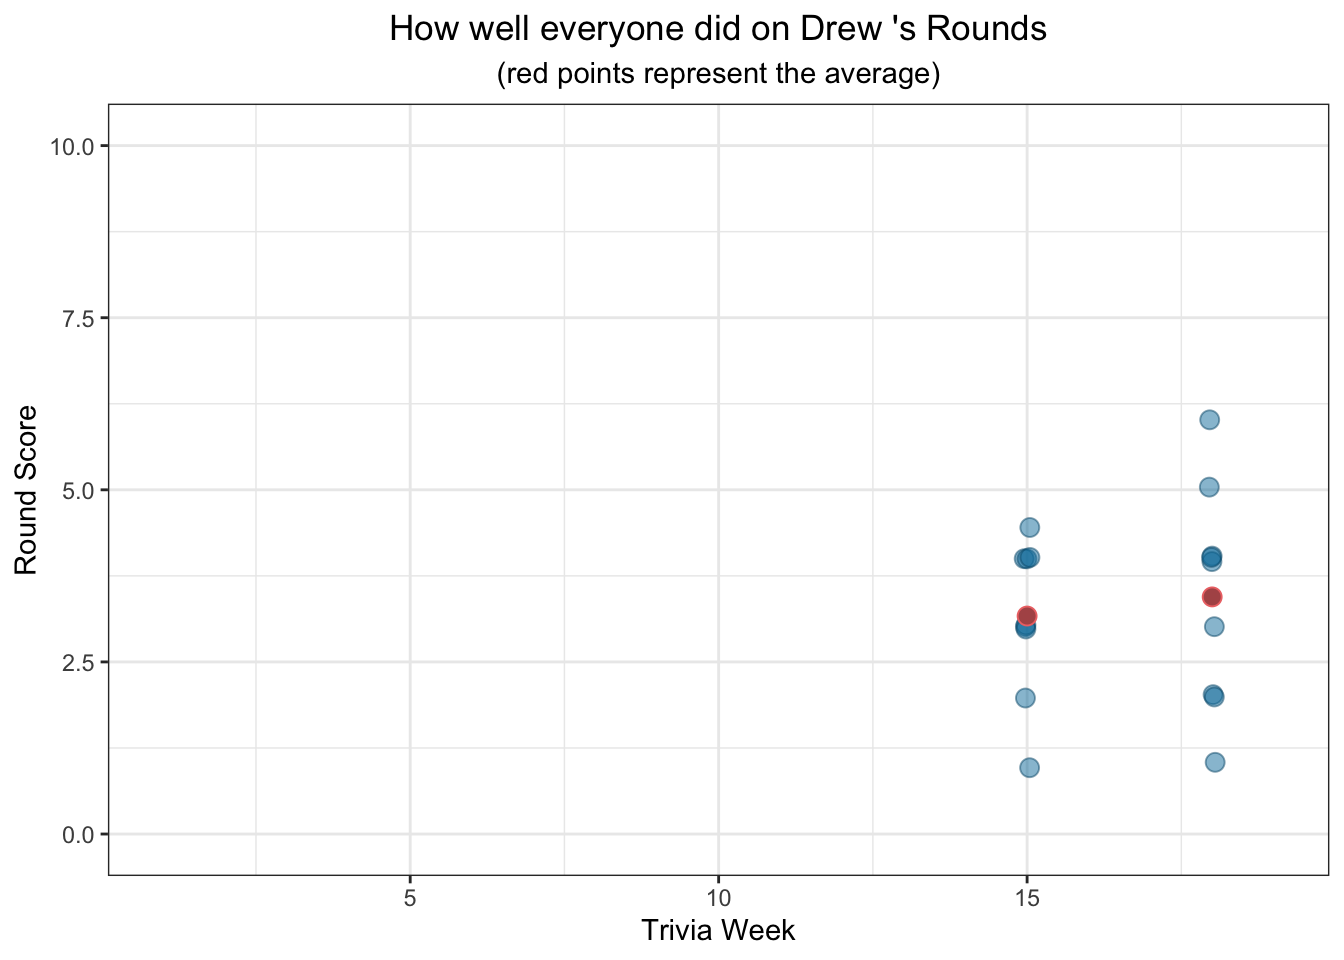 How well everyone did on Drew 's Rounds
(red points represent the average)
10.0
7.5
5.0
2.5
0.0
Round Score
5 10 15
Trivia Week